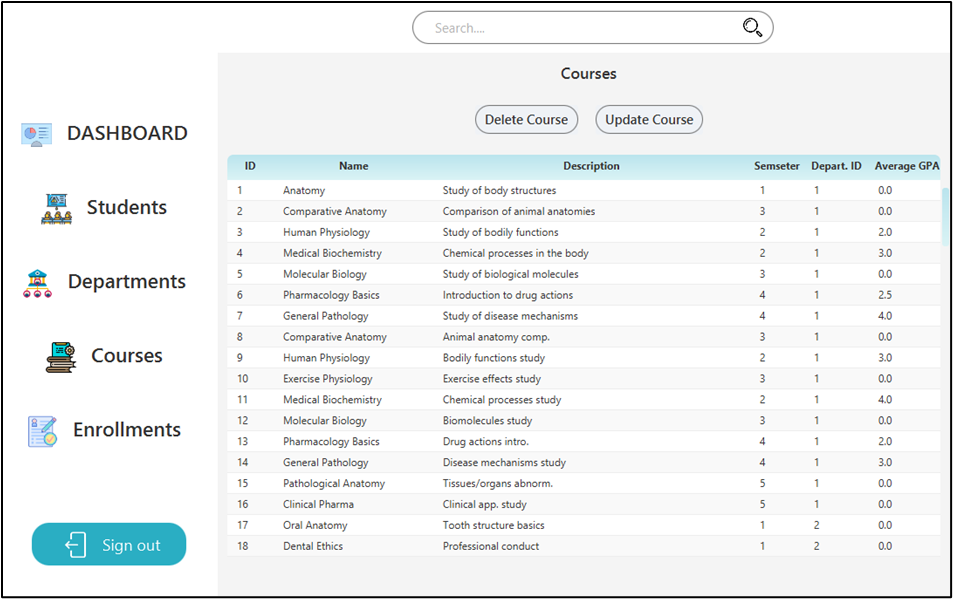 Search....
DASHBOARD
Students
Departments
Courses
Enrollments
Sign out
Courses
Delete Course Update Course
ID Name Description Semseter Depart. ID Average GPA
1 Anatomy Study of body structures 1 1 0.0
2 Comparative Anatomy Comparison of animal anatomies 3 1 0.0
3 Human Physiology Study of bodily functions 2 1 2.0
4 Medical Biochemistry Chemical processes in the body 2 1 3.0
5 Molecular Biology Study of biological molecules 3 1 0.0
6 Pharmacology Basics Introduction to drug actions 4 1 2.5
7 General Pathology Study of disease mechanisms 4 1 4.0
8 Comparative Anatomy Animal anatomy comp. 3 1 0.0
9 Human Physiology Bodily functions study 2 1 3.0
10 Exercise Physiology Exercise effects study 3 1 0.0
11 Medical Biochemistry Chemical processes study 2 1 4.0
12 Molecular Biology Biomolecules study 3 1 0.0
13 Pharmacology Basics Drug actions intro. 4 1 2.0
14 General Pathology Disease mechanisms study 4 1 3.0
15 Pathological Anatomy Tissues/organs abnorm. 5 1 0.0
16 Clinical Pharma Clinical app. study 5 1 0.0
17 Oral Anatomy Tooth structure basics 1 2 0.0
18 Dental Ethics Professional conduct 1 2 0.0